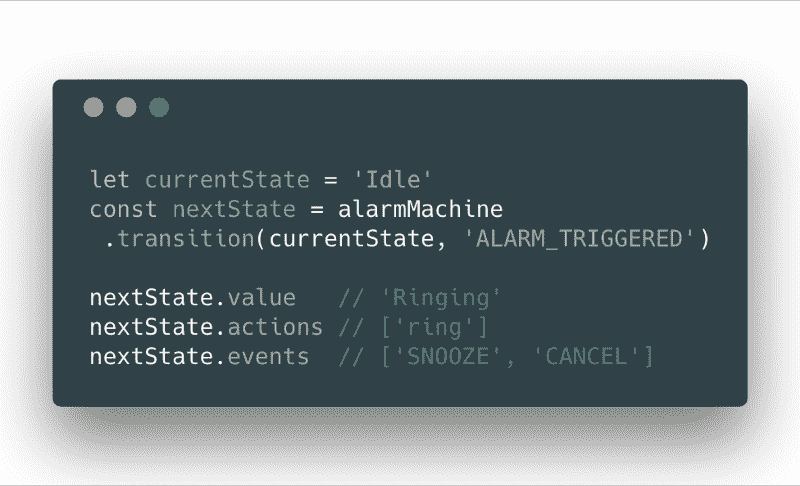 let currentState = 'Idle'
const nextState = alarmMachine
.transition(currentState, 'ALARM_TRIGGERED')
nextState.value // 'Ringing'
nextState.actions // ['ring']
nextState.events // ['SNOOZE', 'CANCEL']